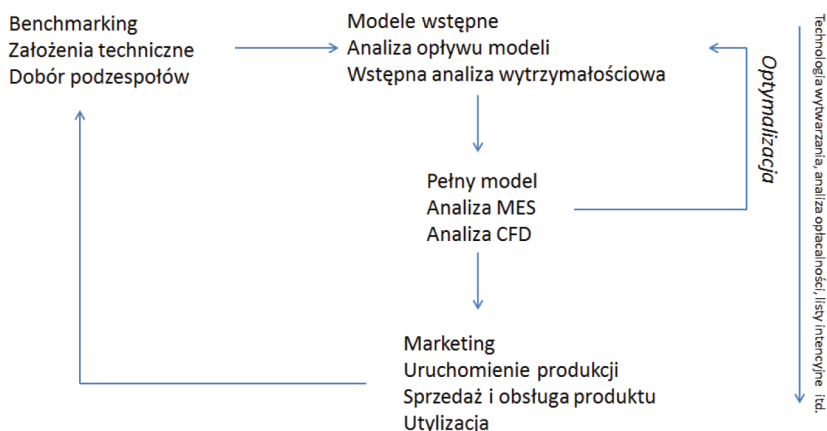 Benchmarking
Założenia techniczne
Dobór podzespołów
Modele wstępne
Analiza opływu modeli
Wstępna analiza wytrzymałościowa
Pełny model
Analiza MES
Analiza CFD
Optymalizacja
Marketing
Uruchomienie produkcji
Sprzedaż i obsługa produktu
Utylizacja
Technologia wytwarzania, analiza opłacalności, listy intencyjne itd.